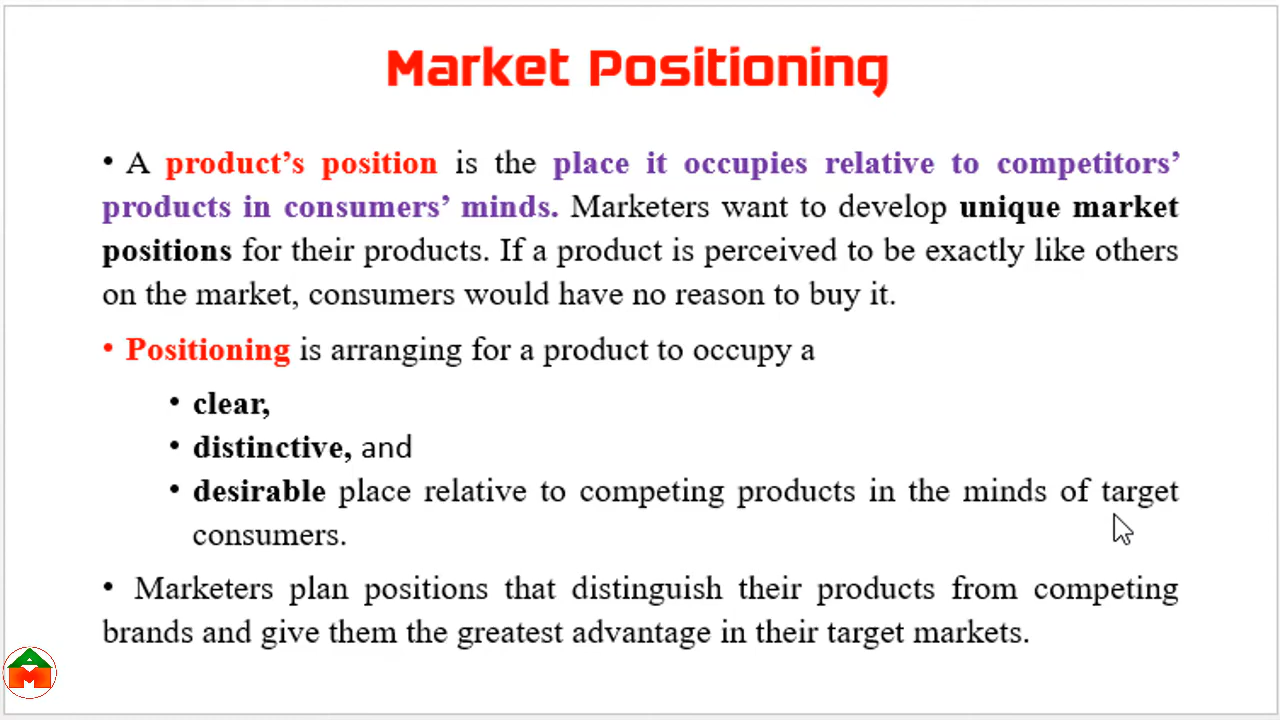 Market Positioning
• A product’s position is the place it occupies relative to competitors’
products in consumers’ minds. Marketers want to develop unique market
positions for their products. If a product is perceived to be exactly like others
on the market, consumers would have no reason to buy it.
• Positioning is arranging for a product to occupy a
• clear,
• distinctive, and
• desirable place relative to competing products in the minds of target
consumers.
• Marketers plan positions that distinguish their products from competing
brands and give them the greatest advantage in their target markets.
A
M